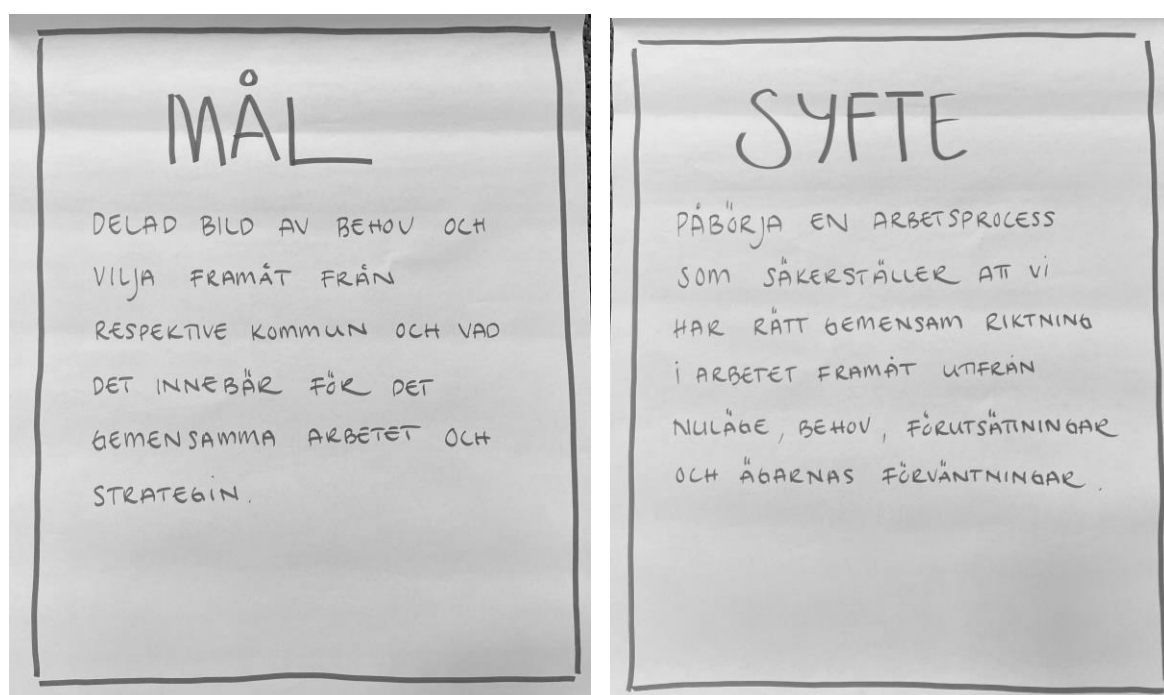 MÅL
DELAD BILD AV BEHOV OCH
VILJA FRAMÅT FRÅN
RESPEKTIVE KOMMUN OCH VAD
DET INNEBÄR FÖR DET
GEMENSAMMA ARBETET OCH
STRATEGIN.
SYFTE
PÅBÖRJA EN ARBETSPROCESS
SOM SÄKERSTÄLLER ATT VI
HAR RÄTT GEMENSAM RIKTNING
I ARBETET FRAMÅT UTIFRÅN
NULÄGE, BEHOV, FÖRUTSÄTTNINGAR
OCH ÄGARNAS FÖRVÄNTNINGAR.